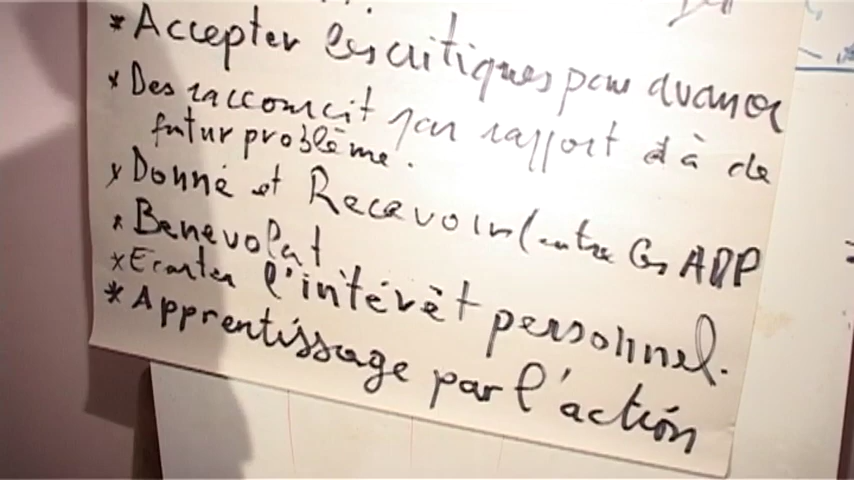 * Accepter les critiques pour avancer
* Des raccourcit par rapport à de
futur problème.
* Donné et Recevoir (entre les ADP
* Benevolat
* Ecarter l'intérêt personnel.
* Apprentissage par l'action